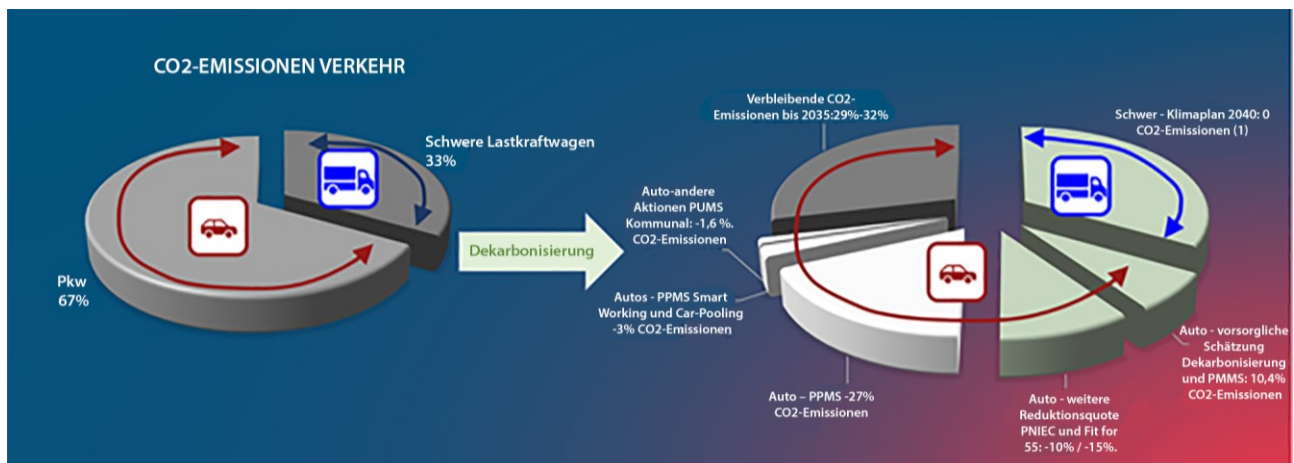 CO2-EMISSIONEN VERKEHR
Schwere Lastkraftwagen
33%
Pkw
67%
Dekarbonisierung
Verbleibende CO2-
Emissionen bis 2035:29%-32%
Auto-andere
Aktionen PUMS
Kommunal: -1,6 %.
CO2-Emissionen
Autos - PPMS Smart
Working und Car-Pooling
-3% CO2-Emissionen
Auto – PPMS -27%
CO2-Emissionen
Auto - weitere
Reduktionsquote
PNIEC und Fit for
55: -10% / -15%.
Auto - vorsorgliche
Schätzung
Dekarbonisierung
und PMMS: 10,4%
CO2-Emissionen
Schwer - Klimaplan 2040: 0
CO2-Emissionen (1)